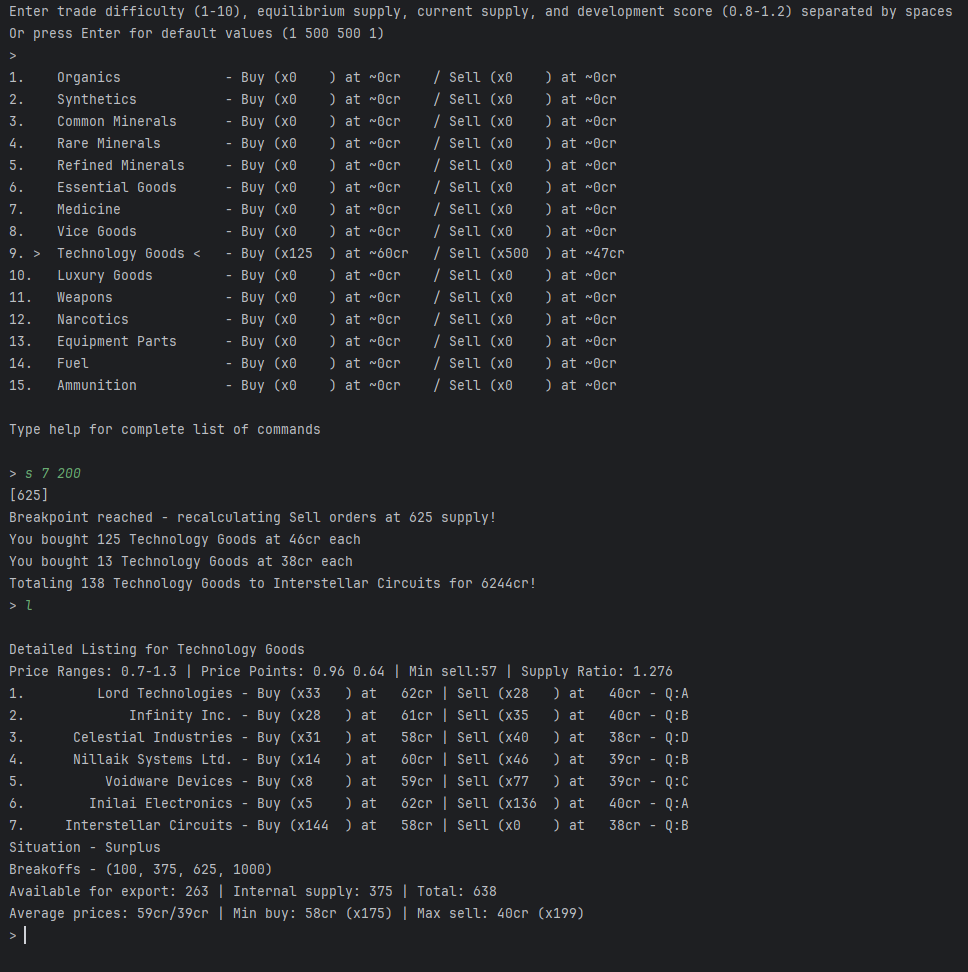 Enter trade difficulty (1-10), equilibrium supply, current supply, and development score (0.8-1.2) separated by spaces
Or press Enter for default values (1 500 500 1)
>
1.    Organics             - Buy (x0    ) at ~0cr    / Sell (x0    ) at ~0cr
2.    Synthetics           - Buy (x0    ) at ~0cr    / Sell (x0    ) at ~0cr
3.    Common Minerals      - Buy (x0    ) at ~0cr    / Sell (x0    ) at ~0cr
4.    Rare Minerals        - Buy (x0    ) at ~0cr    / Sell (x0    ) at ~0cr
5.    Refined Minerals     - Buy (x0    ) at ~0cr    / Sell (x0    ) at ~0cr
6.    Essential Goods      - Buy (x0    ) at ~0cr    / Sell (x0    ) at ~0cr
7.    Medicine             - Buy (x0    ) at ~0cr    / Sell (x0    ) at ~0cr
8.    Vice Goods           - Buy (x0    ) at ~0cr    / Sell (x0    ) at ~0cr
9. >  Technology Goods <   - Buy (x125  ) at ~60cr   / Sell (x500  ) at ~47cr
10.   Luxury Goods         - Buy (x0    ) at ~0cr    / Sell (x0    ) at ~0cr
11.   Weapons              - Buy (x0    ) at ~0cr    / Sell (x0    ) at ~0cr
12.   Narcotics            - Buy (x0    ) at ~0cr    / Sell (x0    ) at ~0cr
13.   Equipment Parts      - Buy (x0    ) at ~0cr    / Sell (x0    ) at ~0cr
14.   Fuel                 - Buy (x0    ) at ~0cr    / Sell (x0    ) at ~0cr
15.   Ammunition           - Buy (x0    ) at ~0cr    / Sell (x0    ) at ~0cr
Type help for complete list of commands
> s 7 200
[625]
Breakpoint reached - recalculating Sell orders at 625 supply!
You bought 125 Technology Goods at 46cr each
You bought 13 Technology Goods at 38cr each
Totaling 138 Technology Goods to Interstellar Circuits for 6244cr!
> l
Detailed Listing for Technology Goods
Price Ranges: 0.7-1.3 | Price Points: 0.96 0.64 | Min sell:57 | Supply Ratio: 1.276
1.         Lord Technologies - Buy (x33   ) at   62cr | Sell (x28   ) at   40cr - Q:A
2.             Infinity Inc. - Buy (x28   ) at   61cr | Sell (x35   ) at   40cr - Q:B
3.      Celestial Industries - Buy (x31   ) at   58cr | Sell (x40   ) at   38cr - Q:D
4.      Nillaik Systems Ltd. - Buy (x14   ) at   60cr | Sell (x46   ) at   39cr - Q:B
5.          Voidware Devices - Buy (x8    ) at   59cr | Sell (x77   ) at   39cr - Q:C
6.        Inilai Electronics - Buy (x5    ) at   62cr | Sell (x136  ) at   40cr - Q:A
7.     Interstellar Circuits - Buy (x144  ) at   58cr | Sell (x0    ) at   38cr - Q:B
Situation - Surplus
Breakoffs - (100, 375, 625, 1000)
Available for export: 263 | Internal supply: 375 | Total: 638
Average prices: 59cr/39cr | Min buy: 58cr (x175) | Max sell: 40cr (x199)
>